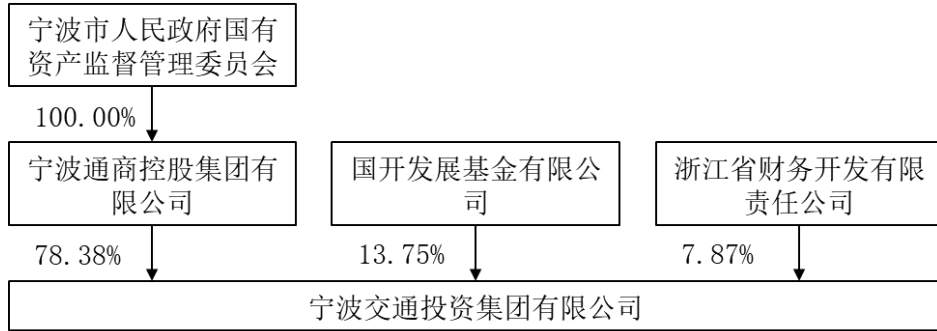 宁波市人民政府国有
资产监督管理委员会
100.00%
宁波通商控股集团有
限公司
国开发展基金有限公
司
浙江省财务开发有限
责任公司
78.38%
13.75%
7.87%
宁波交通投资集团有限公司